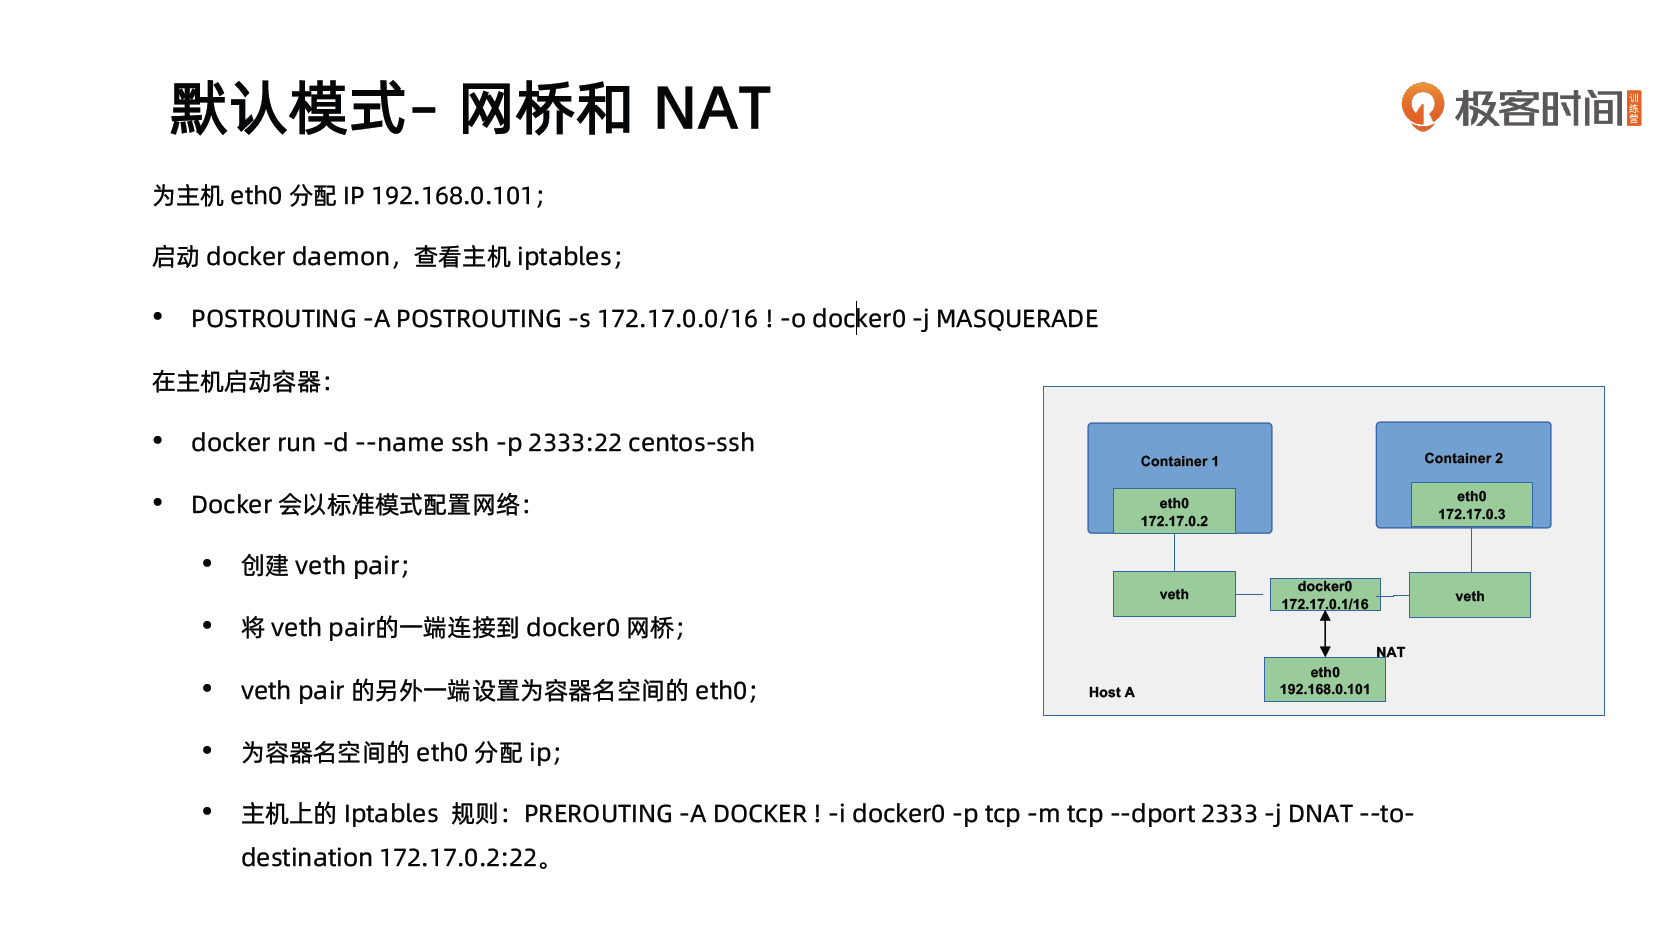 默认模式– 网桥和 NAT
极客时间
训练营
为主机 eth0 分配 IP 192.168.0.101；
启动 docker daemon，查看主机 iptables；
• POSTROUTING -A POSTROUTING -s 172.17.0.0/16 ! -o docker0 -j MASQUERADE
在主机启动容器：
• docker run -d --name ssh -p 2333:22 centos-ssh
• Docker 会以标准模式配置网络：
• 创建 veth pair；
• 将 veth pair的一端连接到 docker0 网桥；
• veth pair 的另外一端设置为容器名空间的 eth0；
• 为容器名空间的 eth0 分配 ip；
• 主机上的 Iptables 规则：PREROUTING -A DOCKER ! -i docker0 -p tcp -m tcp --dport 2333 -j DNAT --to-
destination 172.17.0.2:22。
Container 1
eth0
172.17.0.2
Container 2
eth0
172.17.0.3
veth
docker0
172.17.0.1/16
veth
NAT
eth0
192.168.0.101
Host A